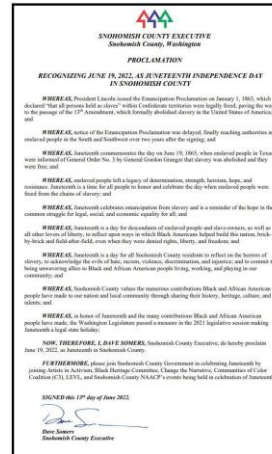 SNOHOMISH COUNTY EXECUTIVE
Snohomish County, Washington
PROCLAMATION
RECOGNIZING JUNE 19, 2022, AS JUNETEENTH INDEPENDENCE DAY
IN SNOHOMISH COUNTY
WHEREAS, President Lincoln issued the Emancipation Proclamation on January 1, 1863, which
declared "that all persons held as slaves" within Confederate territories were legally freed, paving the way
to the passage of the 13th Amendment, which formally abolished slavery in the United States of America;
and
WHEREAS, notice of the Emancipation Proclamation was delayed, finally reaching authorities and
enslaved people in the South and Southwest over two years after the signing; and
WHEREAS, Juneteenth commemorates the day on June 19, 1865, when enslaved people in Texas
were informed of General Order No. 3 by General Gordon Granger that slavery was abolished and they
were free; and
WHEREAS, enslaved people left a legacy of determination, strength, heroism, hope, and
resistance. Juneteenth is a time for all people to honor and celebrate the day when enslaved people were
freed from the chains of slavery; and
WHEREAS, Juneteenth celebrates emancipation from slavery and is a reminder of the hope in the
common struggle for legal, social, and economic equality for all; and
WHEREAS, Juneteenth is a day for descendants of enslaved people and slave-owners, as well as
all other lovers of liberty, to reflect upon ways in which Black Americans helped build this nation, brick-
by-brick and field-after-field, even when they were denied rights, liberty, and freedom; and
WHEREAS, Juneteenth is a day for all Snohomish County residents to reflect on the horrors of
slavery, to acknowledge the evils of hate, racism, violence, discrimination, and injustice; and to commit to
being unwavering allies to Black and African American people living, working, and playing in our
community; and
WHEREAS, Snohomish County values the numerous contributions Black and African American
people have made to our nation and local community through sharing their history, heritage, culture, and
talents; and
WHEREAS, in honor of Juneteenth and the many contributions Black and African American
people have made, the Washington Legislature passed a measure in the 2021 legislative session making
Juneteenth a legal state holiday;
NOW, THEREFORE, I, DAVE SOMERS, Snohomish County Executive, do hereby proclaim
June 19, 2022, as Juneteenth in Snohomish County.
FURTHERMORE, please join Snohomish County Government in celebrating Juneteenth by
joining Artists in Activism, Black Heritage Committee, Change the Narrative, Communities of Color
Coalition (C3), LEVL, and Snohomish County NAACP's events being held in celebration of Juneteenth.
SIGNED this 13th day of June 2022.
Dave Somers
Snohomish County Executive